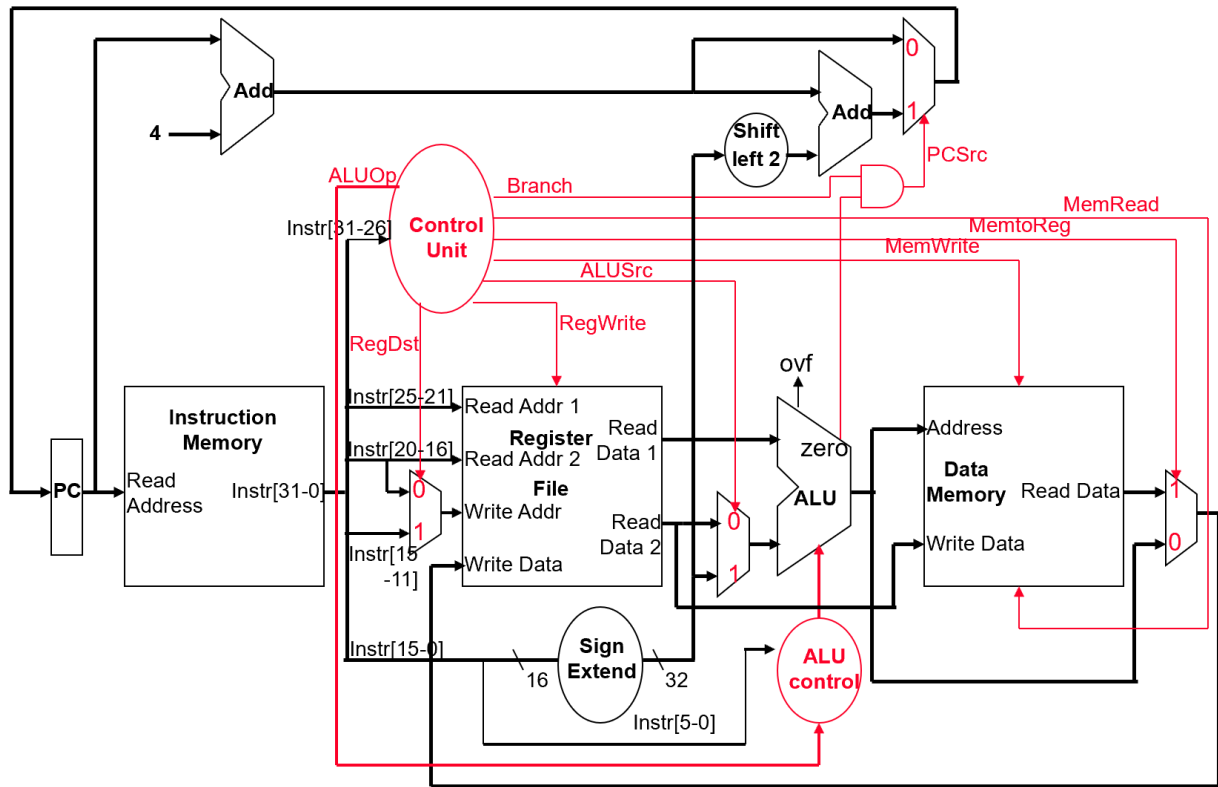 0
Add
Add
4
1
Shift
left 2
PCSrc
ALUOp
Branch
MemRead
Instr[31-26]
Control
Unit
MemtoReg
MemWrite
ALUSrc
RegWrite
RegDst
ovf
Instr[25-21]
Read Addr 1
Instruction
Memory
Register
Read
Data 1
Address
Instr[20-16]
Read Addr 2
zero
Data
Memory
PC
Read
Address
Instr[31-0]
0
File
ALU
Read Data
1
Write Addr
Read
Data 2
0
1
Instr[15
-11]
Write Data
1
Write Data
0
Instr[15-0]
Sign
Extend
16
32
ALU
control
Instr[5-0]